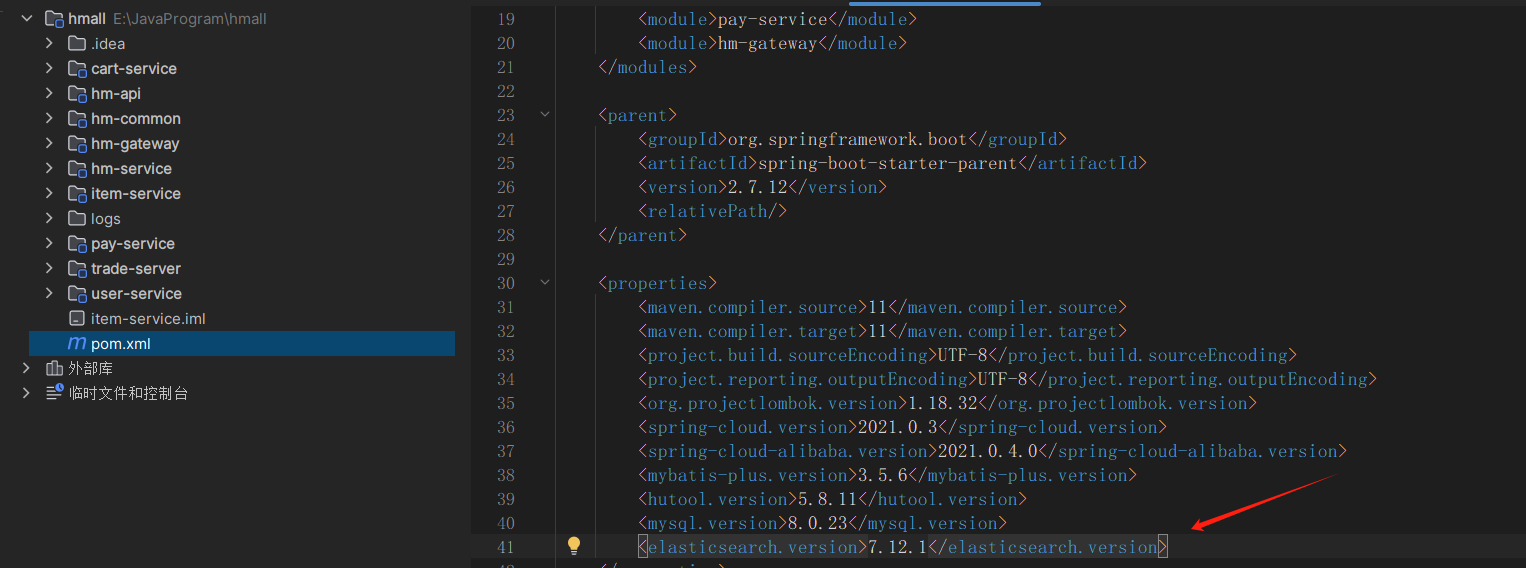 hmall E:\JavaProgram\hmall
.idea
cart-service
hm-api
hm-common
hm-gateway
hm-service
item-service
logs
pay-service
trade-server
user-service
item-service.iml
pom.xml
外部库
临时文件和控制台
19 <module>pay-service</module>
20 <module>hm-gateway</module>
21 </modules>
22
23 <parent>
24 <groupId>org.springframework.boot</groupId>
25 <artifactId>spring-boot-starter-parent</artifactId>
26 <version>2.7.12</version>
27 <relativePath/>
28 </parent>
29
30 <properties>
31 <maven.compiler.source>11</maven.compiler.source>
32 <maven.compiler.target>11</maven.compiler.target>
33 <project.build.sourceEncoding>UTF-8</project.build.sourceEncoding>
34 <project.reporting.outputEncoding>UTF-8</project.reporting.outputEncoding>
35 <org.projectlombok.version>1.18.32</org.projectlombok.version>
36 <spring-cloud.version>2021.0.3</spring-cloud.version>
37 <spring-cloud-alibaba.version>2021.0.4.0</spring-cloud-alibaba.version>
38 <mybatis-plus.version>3.5.6</mybatis-plus.version>
39 <hutool.version>5.8.11</hutool.version>
40 <mysql.version>8.0.23</mysql.version>
41 <elasticsearch.version>7.12.1</elasticsearch.version>